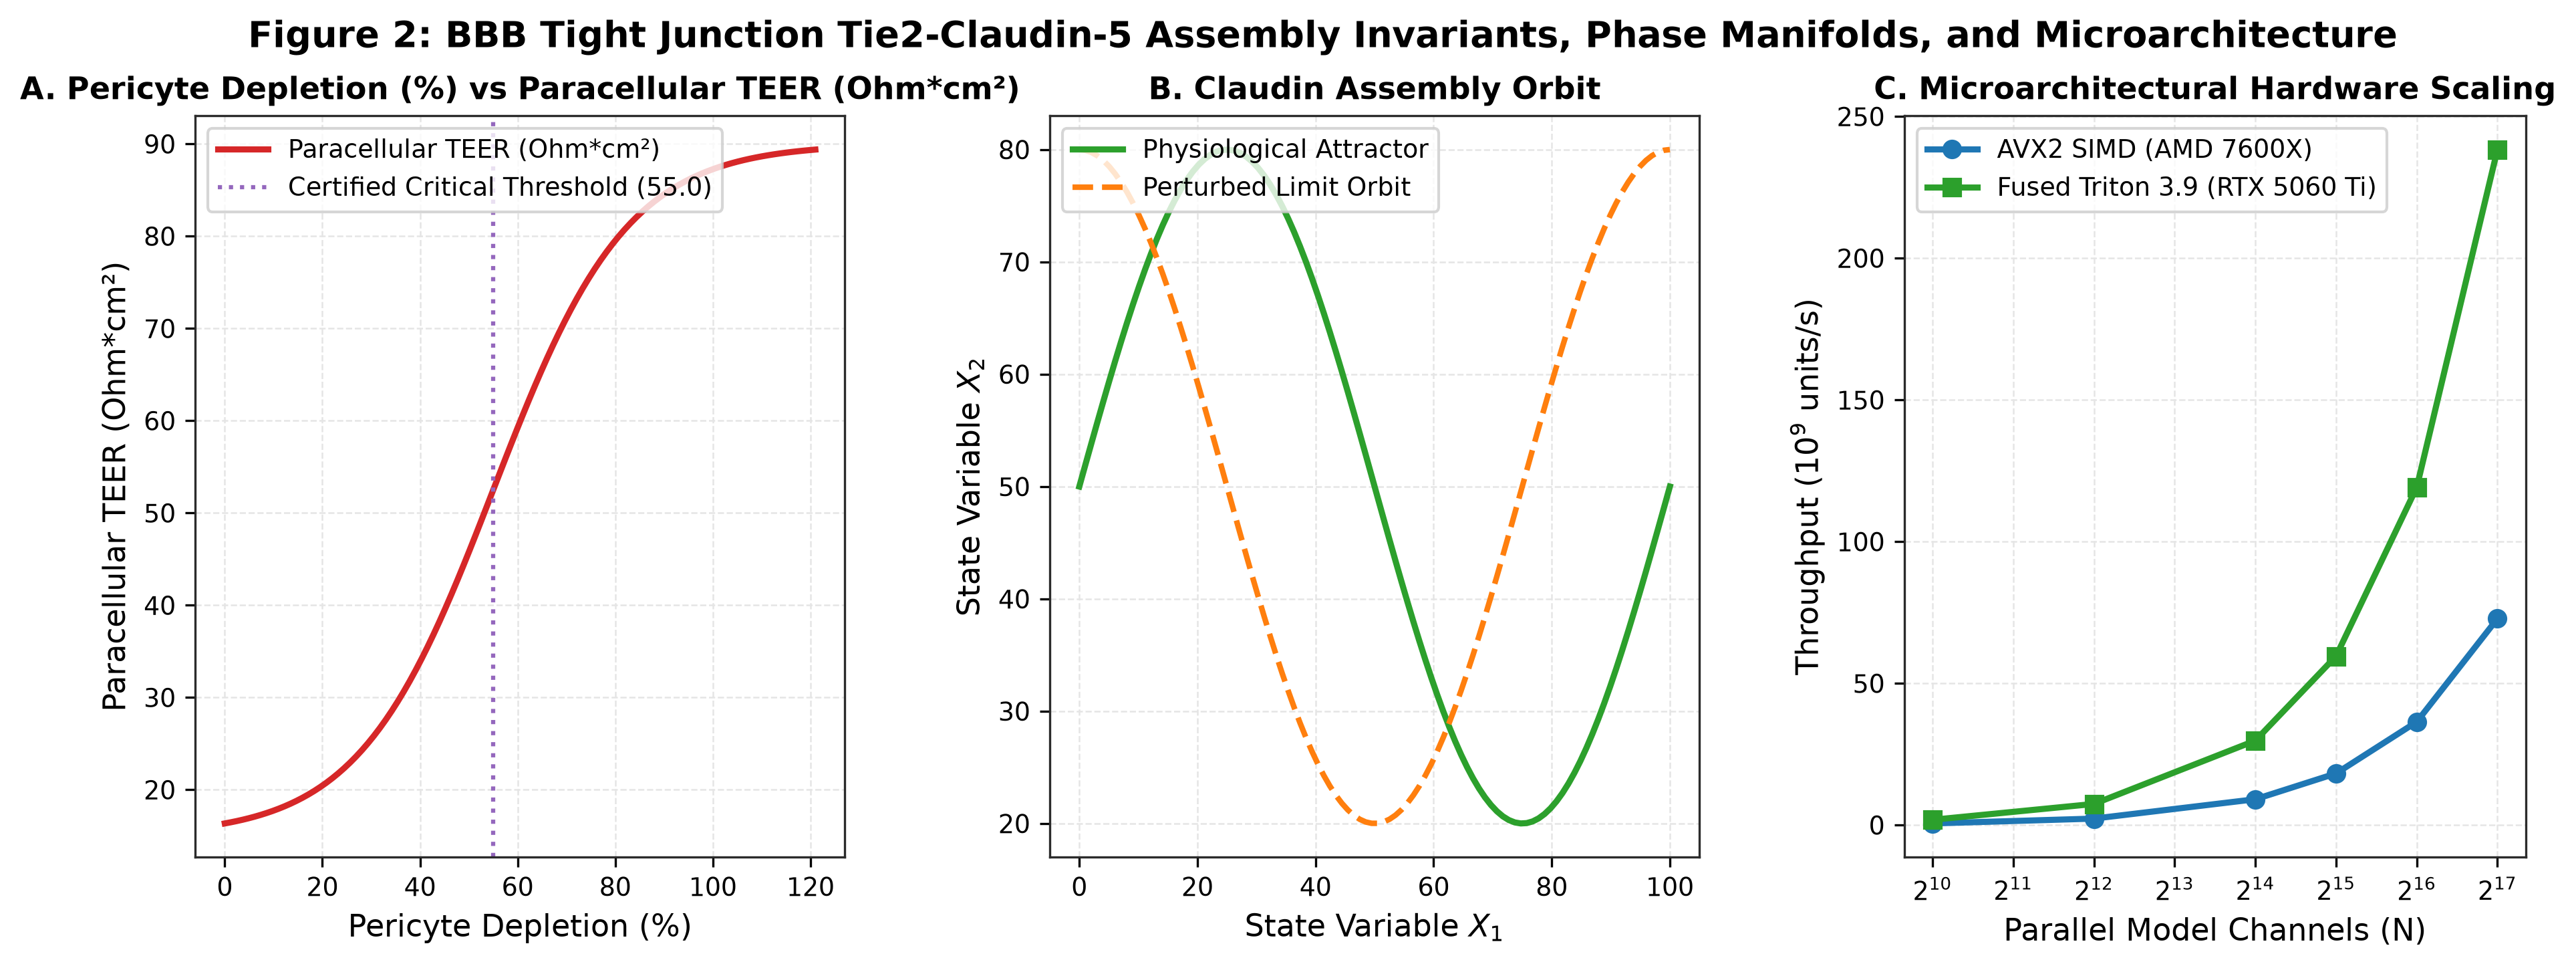 Figure 2: BBB Tight Junction Tie2-Claudin-5 Assembly Invariants, Phase Manifolds, and Microarchitecture
A. Pericyte Depletion (%) vs Paracellular TEER (Ohm*cm²)
Paracellular TEER (Ohm*cm²)
90
80
70
60
50
40
30
20
Paracellular TEER (Ohm*cm²)
Certified Critical Threshold (55.0)
0 20 40 60 80 100 120
Pericyte Depletion (%)
B. Claudin Assembly Orbit
State Variable X₂
80
70
60
50
40
30
20
Physiological Attractor
Perturbed Limit Orbit
0 20 40 60 80 100
State Variable X₁
C. Microarchitectural Hardware Scaling
Throughput (10⁹ units/s)
250
200
150
100
50
0
AVX2 SIMD (AMD 7600X)
Fused Triton 3.9 (RTX 5060 Ti)
2¹⁰ 2¹¹ 2¹² 2¹³ 2¹⁴ 2¹⁵ 2¹⁶ 2¹⁷
Parallel Model Channels (N)